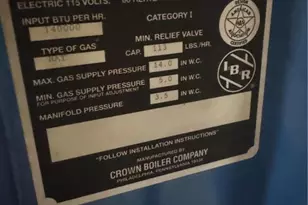 ELECTRIC 115 VOLTS.
INPUT BTU PER HR. CATEGORY I
140000
MIN. RELIEF VALVE
TYPE OF GAS CAP. 113 LBS/HR.
NAT
MAX. GAS SUPPLY PRESSURE 14.0 IN W.C.
MIN. GAS SUPPLY PRESSURE 5.0 IN W.C.
FOR PURPOSE OF INPUT ADJUSTMENT
MANIFOLD PRESSURE 3.5 IN W.C.
IBR
"FOLLOW INSTALLATION INSTRUCTIONS"
MANUFACTURED BY
CROWN BOILER COMPANY
PHILADELPHIA, PENNSYLVANIA